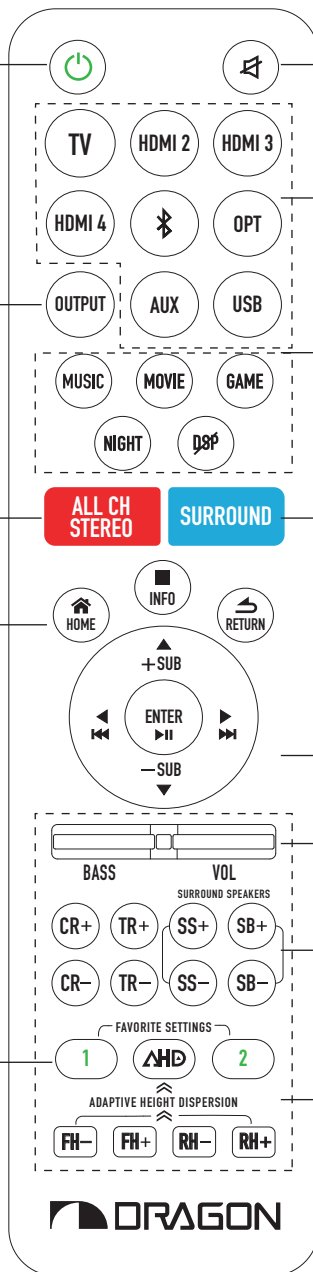 TV HDMI 2 HDMI 3
HDMI 4 OPT
OUTPUT AUX USB
MUSIC MOVIE GAME
NIGHT DSP
ALL CH
STEREO
SURROUND
INFO
HOME RETURN
+SUB
ENTER
−SUB
BASS VOL
SURROUND SPEAKERS
CR+ TR+ SS+ SB+
CR− TR− SS− SB−
FAVORITE SETTINGS
1 AHD 2
ADAPTIVE HEIGHT DISPERSION
FH− FH+ RH− RH+
DRAGON